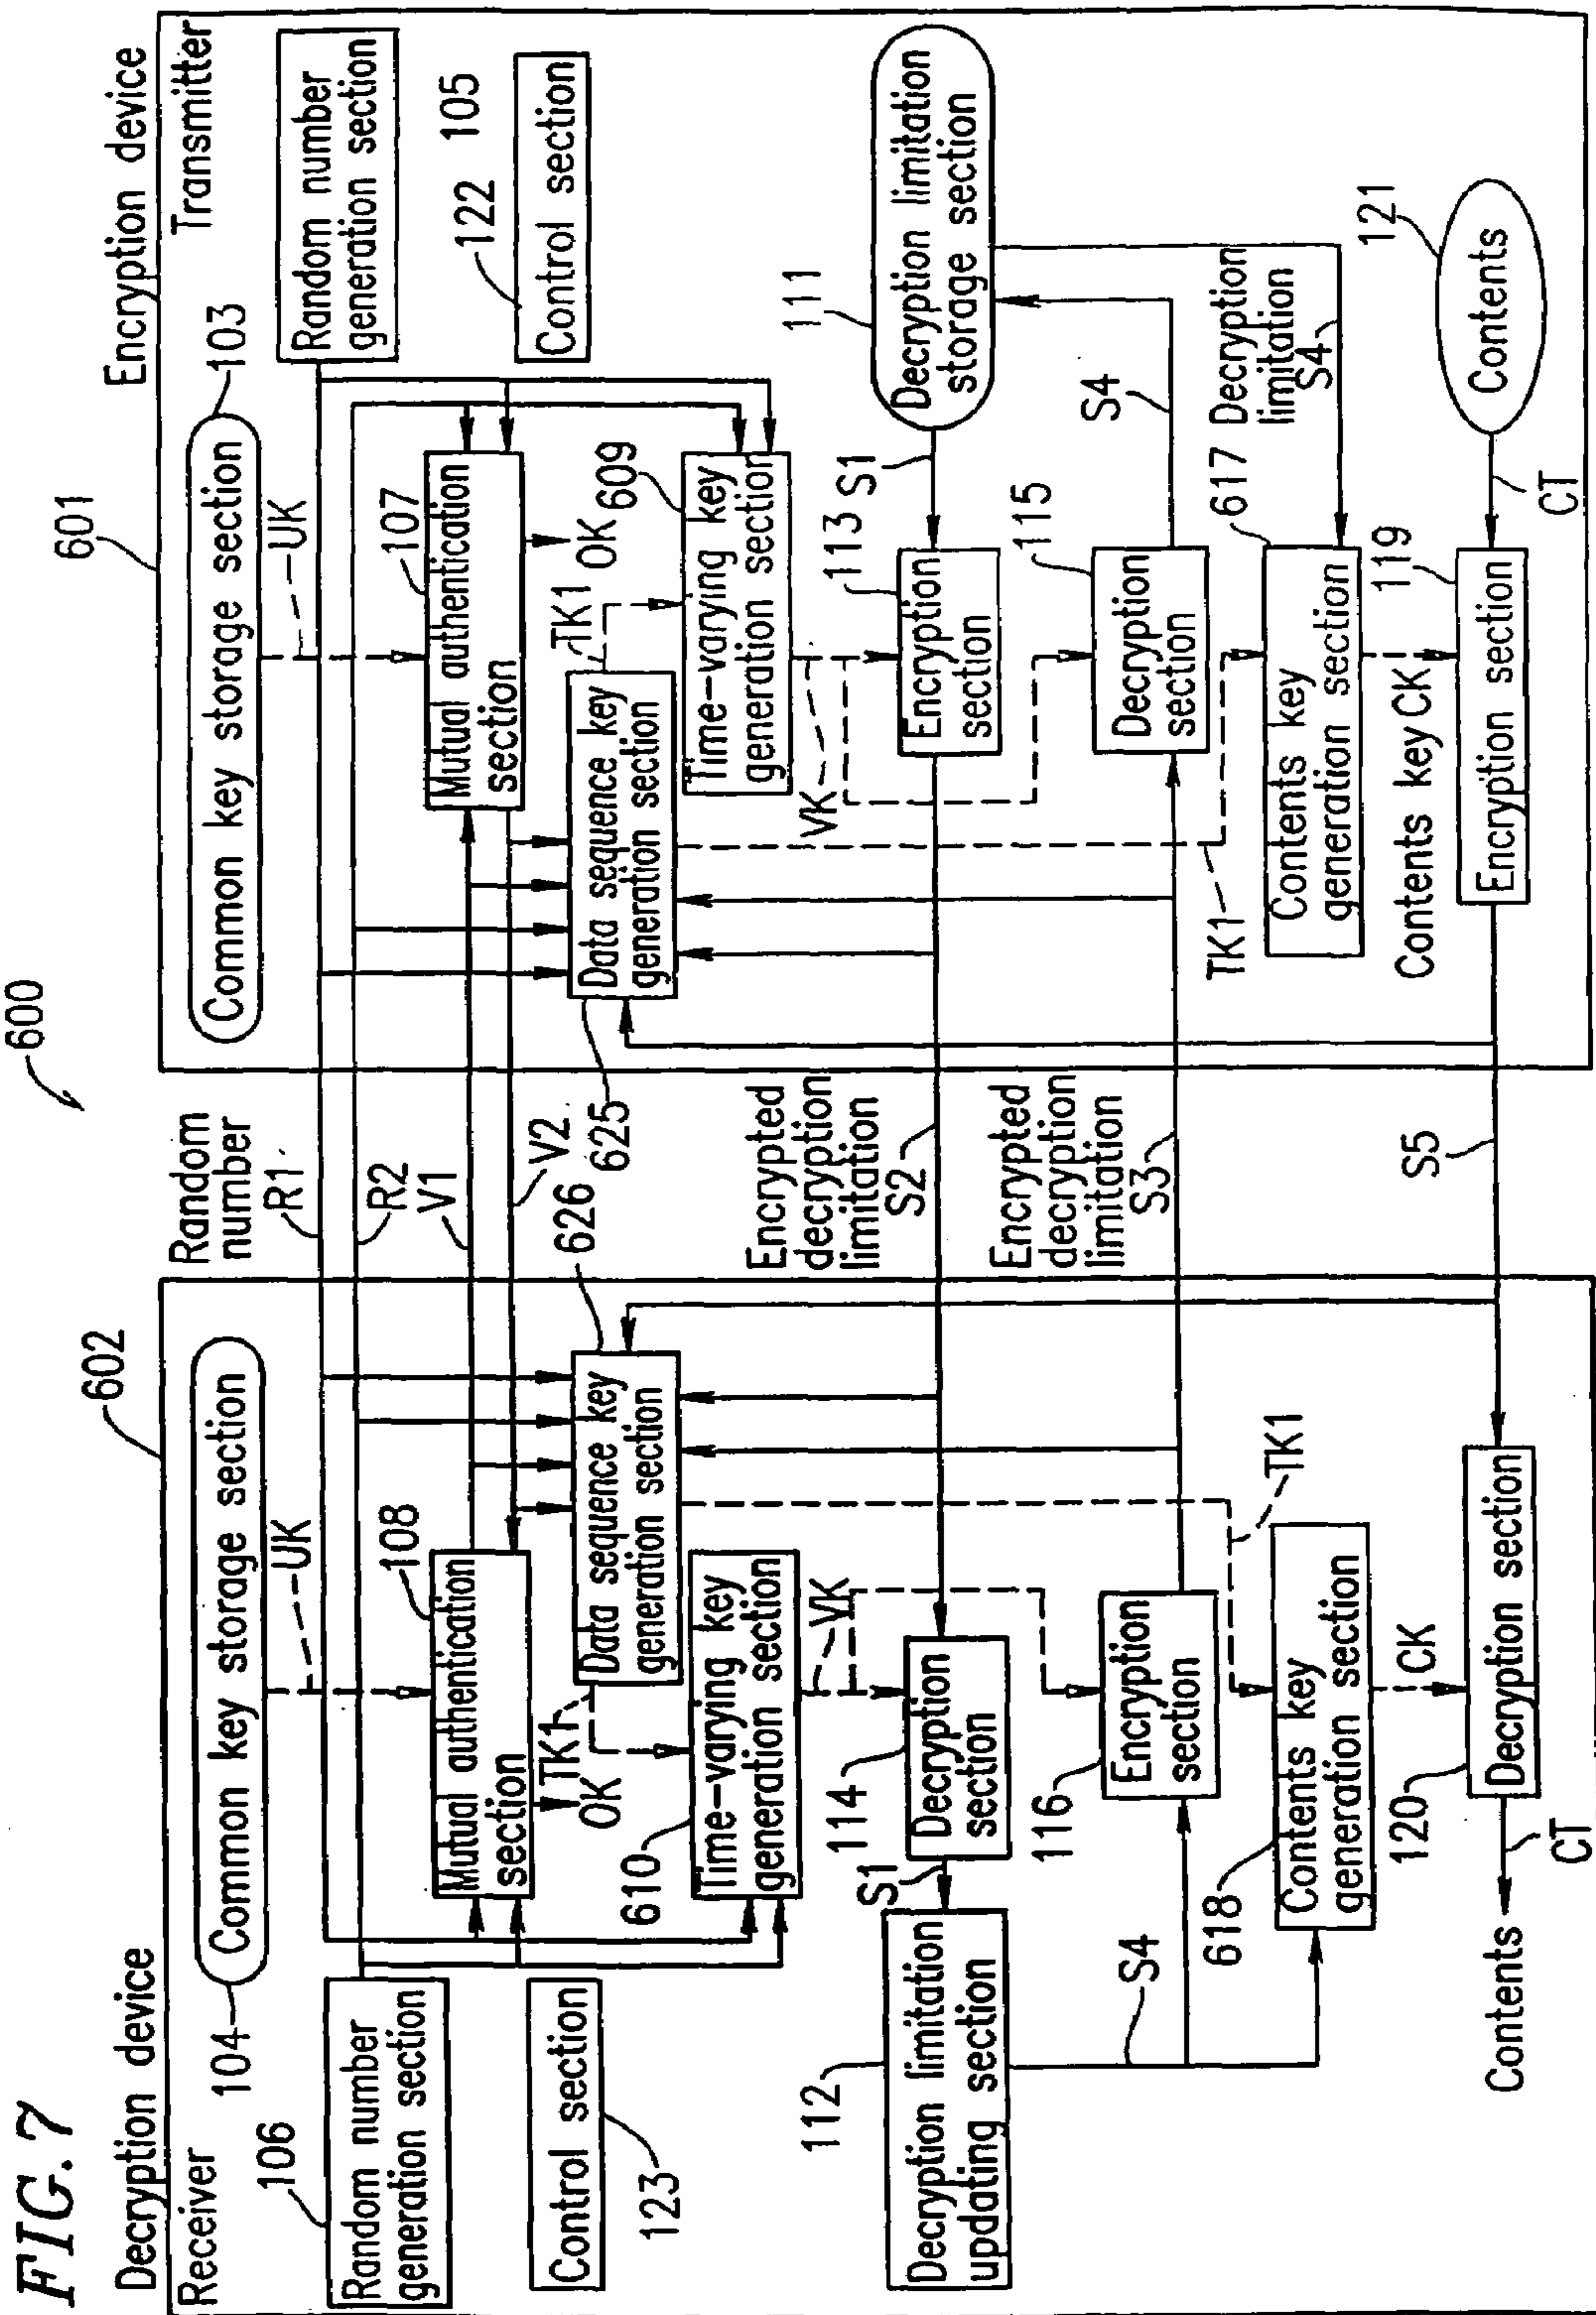 FIG. 7
600
Decryption device
602
Receiver
104
Common key storage section
UK
106
Random number
generation section
108
Mutual authentication
section
TK1
OK
Control section
123
626
Data sequence key
generation section
610
Time-varying key
generation section
VK
114
Decryption
section
S1
112
Decryption limitation
updating section
S4
116
Encryption
section
TK1
618
Contents key
generation section
CK
120
Decryption section
CT
Contents
Random
number
R1
R2
V1
V2
625
Encrypted
decryption
limitation
S2
Encrypted
decryption
limitation
S3
S5
Encryption device
601
Transmitter
Common key storage section
103
UK
Random number
generation section
107
Mutual authentication
section
OK
122
105
Control section
TK1
Data sequence key
generation section
609
Time-varying key
generation section
VK
111
Decryption limitation
storage section
113
S1
Encryption
section
115
Decryption
section
S4
617
Decryption
limitation
S4
TK1
Contents key
generation section
Contents key CK
119
Encryption section
CT
121
Contents